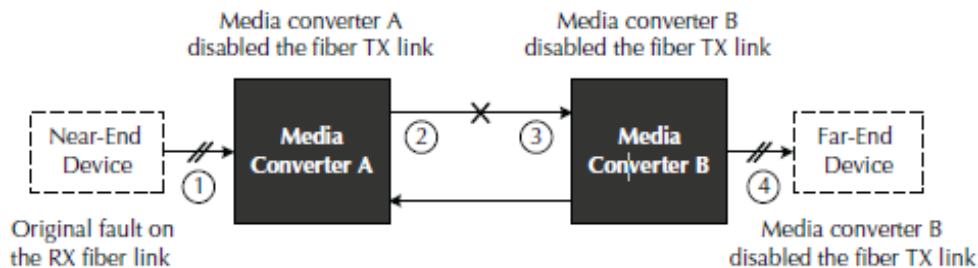 Media converter A
disabled the fiber TX link
Media converter B
disabled the fiber TX link
Near-End
Device
Media
Converter A
Media
Converter B
Far-End
Device
1
2
3
4
Original fault on
the RX fiber link
Media converter B
disabled the fiber TX link